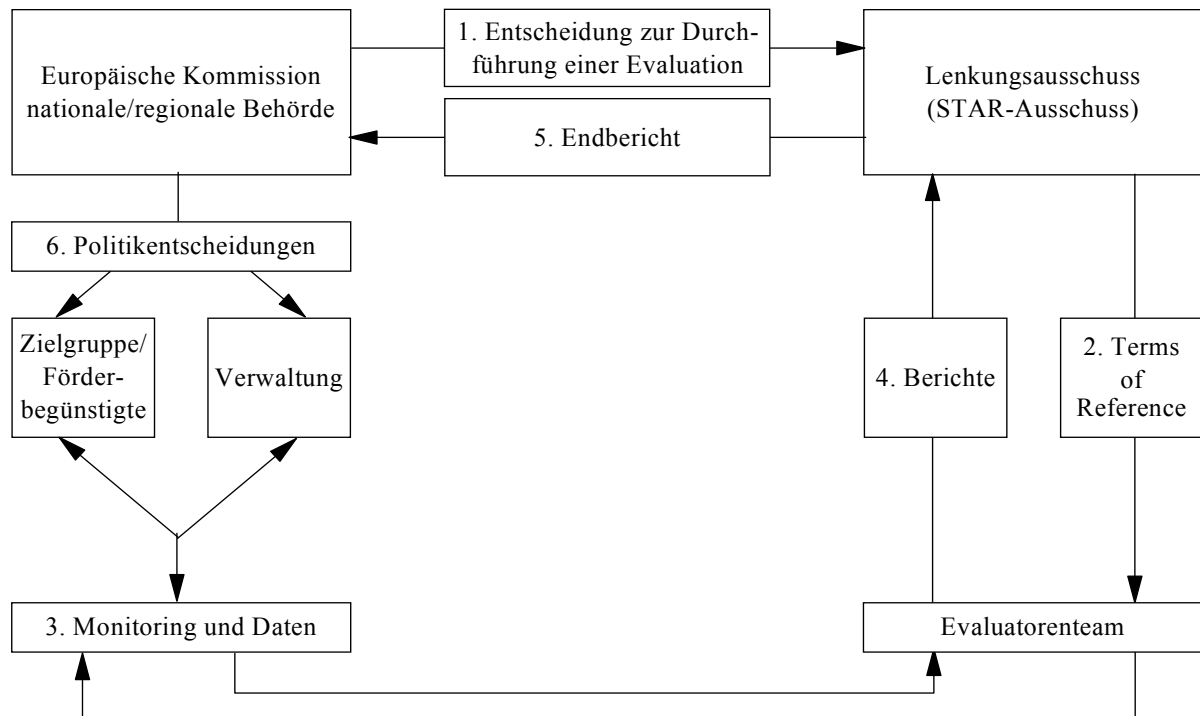 Europäische Kommission
nationale/regionale Behörde
1. Entscheidung zur Durch-
führung einer Evaluation
Lenkungsausschuss
(STAR-Ausschuss)
5. Endbericht
6. Politikentscheidungen
Zielgruppe/
Förder-
begünstigte
Verwaltung
4. Berichte
2. Terms
of
Reference
3. Monitoring und Daten
Evaluatorenteam